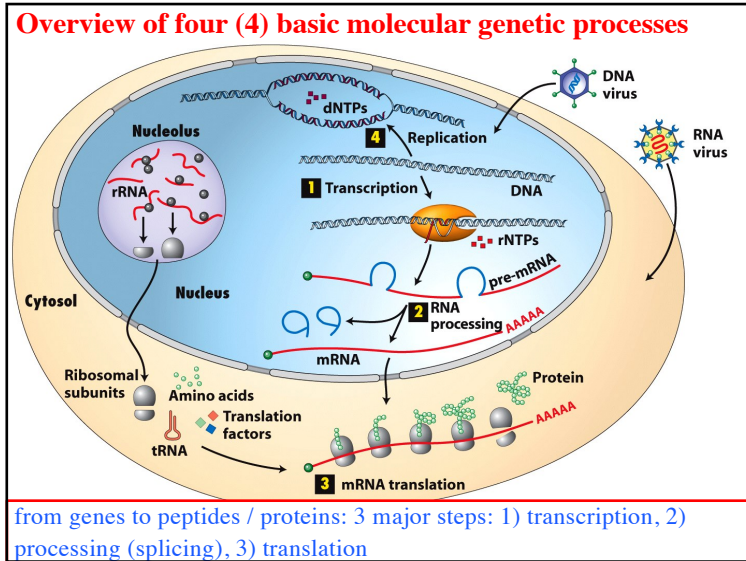 Overview of four (4) basic molecular genetic processes
DNA
virus
dNTPs
Nucleolus
4 Replication
RNA
virus
rRNA
1 Transcription
DNA
rNTPs
pre-mRNA
Cytosol
Nucleus
2 RNA
processing
AAAAA
mRNA
Ribosomal
subunits
Amino acids
Protein
Translation
factors
AAAAA
tRNA
3 mRNA translation
from genes to peptides / proteins: 3 major steps: 1) transcription, 2)
processing (splicing), 3) translation